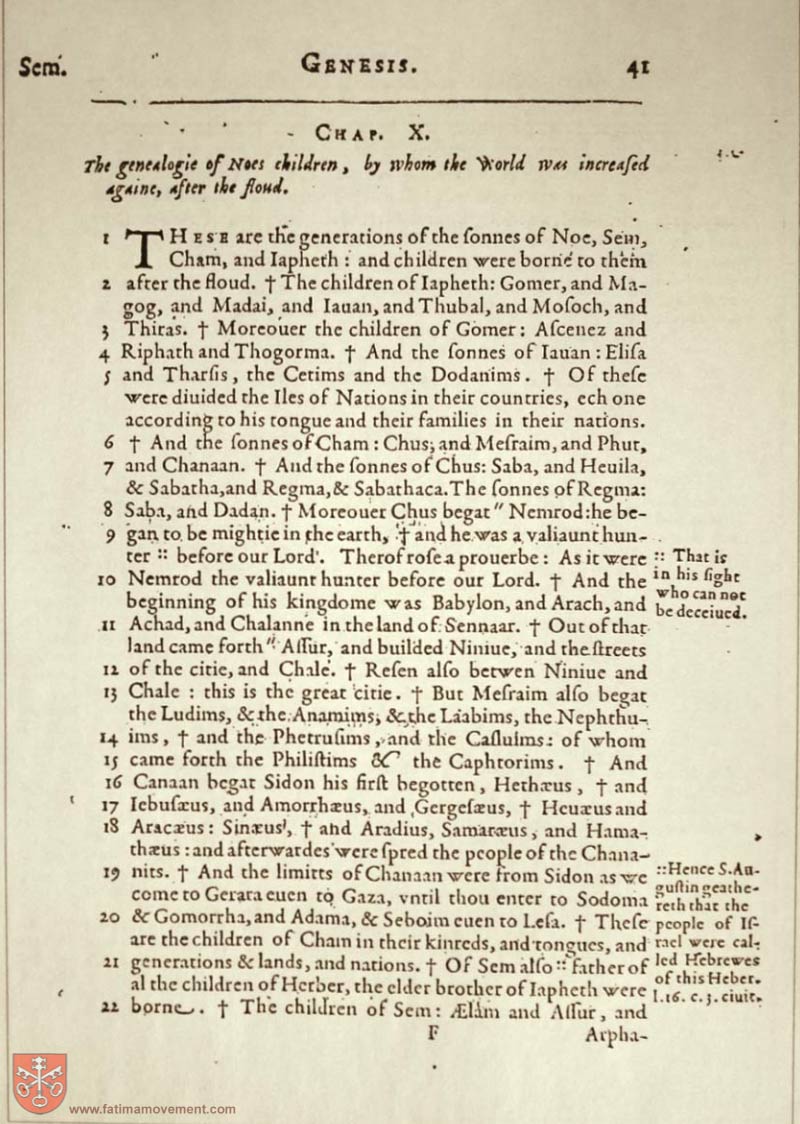 Sem. GENESIS. 41
CHAP. X.
The genealogie of Noes children, by whom the World was increaſed
againe, after the floud.
1 THESE are the generations of the ſonnes of Noe, Sem,
Cham, and Iapheth : and children were borne to them
2 after the floud. † The children of Iapheth: Gomer, and Ma-
gog, and Madai, and Iauan, and Thubal, and Moſoch, and
3 Thiras. † Moreouer the children of Gomer: Aſcenez and
4 Riphath and Thogorma. † And the ſonnes of Iauan : Eliſa
5 and Tharſis, the Cetims and the Dodanims. † Of theſe
were diuided the Iles of Nations in their countries, ech one
according to his tongue and their families in their nations.
6 † And the ſonnes of Cham : Chus, and Meſraim, and Phut,
7 and Chanaan. † And the ſonnes of Chus: Saba, and Heuila,
& Sabatha, and Regma, & Sabathaca. The ſonnes of Regma:
8 Saba, and Dadan. † Moreouer Chus begat " Nemrod: he be-
9 gan to be mightie in the earth, † and he was a valiaunt hun-
ter :: before our Lord. Therof roſe a prouerbe : As it were
10 Nemrod the valiaunt hunter before our Lord. † And the
beginning of his kingdome was Babylon, and Arach, and
11 Achad, and Chalanne in the land of Sennaar. † Out of that
land came forth " Aſſur, and builded Niniue, and the ſtreets
12 of the citie, and Chale. † Reſen alſo betwen Niniue and
13 Chale : this is the great citie. † But Meſraim alſo begat
the Ludims, & the Anamims, & the Laabims, the Nephthu-
14 ims, † and the Phetruſims, and the Caſluims: of whom
15 came forth the Philiſtims & the Caphtorims. † And
16 Canaan begat Sidon his firſt begotten, Hethæus, † and
17 Iebuſæus, and Amorrhæus, and Gergeſæus, † Heuæus and
18 Aracæus: Sinæus, † and Aradius, Samaræus, and Hama-
thæus : and afterwardes were ſpred the people of the Chana-
19 nits. † And the limitts of Chanaan were from Sidon as we
come to Gerara euen to Gaza, vntil thou enter to Sodoma
20 & Gomorrha, and Adama, & Seboim euen to Leſa. † Theſe
are the children of Cham in their kinreds, and tongues, and
21 generations & lands, and nations. † Of Sem alſo :: father of
al the children of Herber, the elder brother of Iapheth were
22 borne. † The children of Sem: Ælam and Aſſur, and
F Arpha-
:: That is
in his ſight
who can not
be deceiued.
:: Hence S. Au-
guſtin geathe-
reth that the
people of Iſ-
rael were cal-
led Hebrewes
of this Heber.
l. 16. c. 3. ciuit.
www.fatimamovement.com